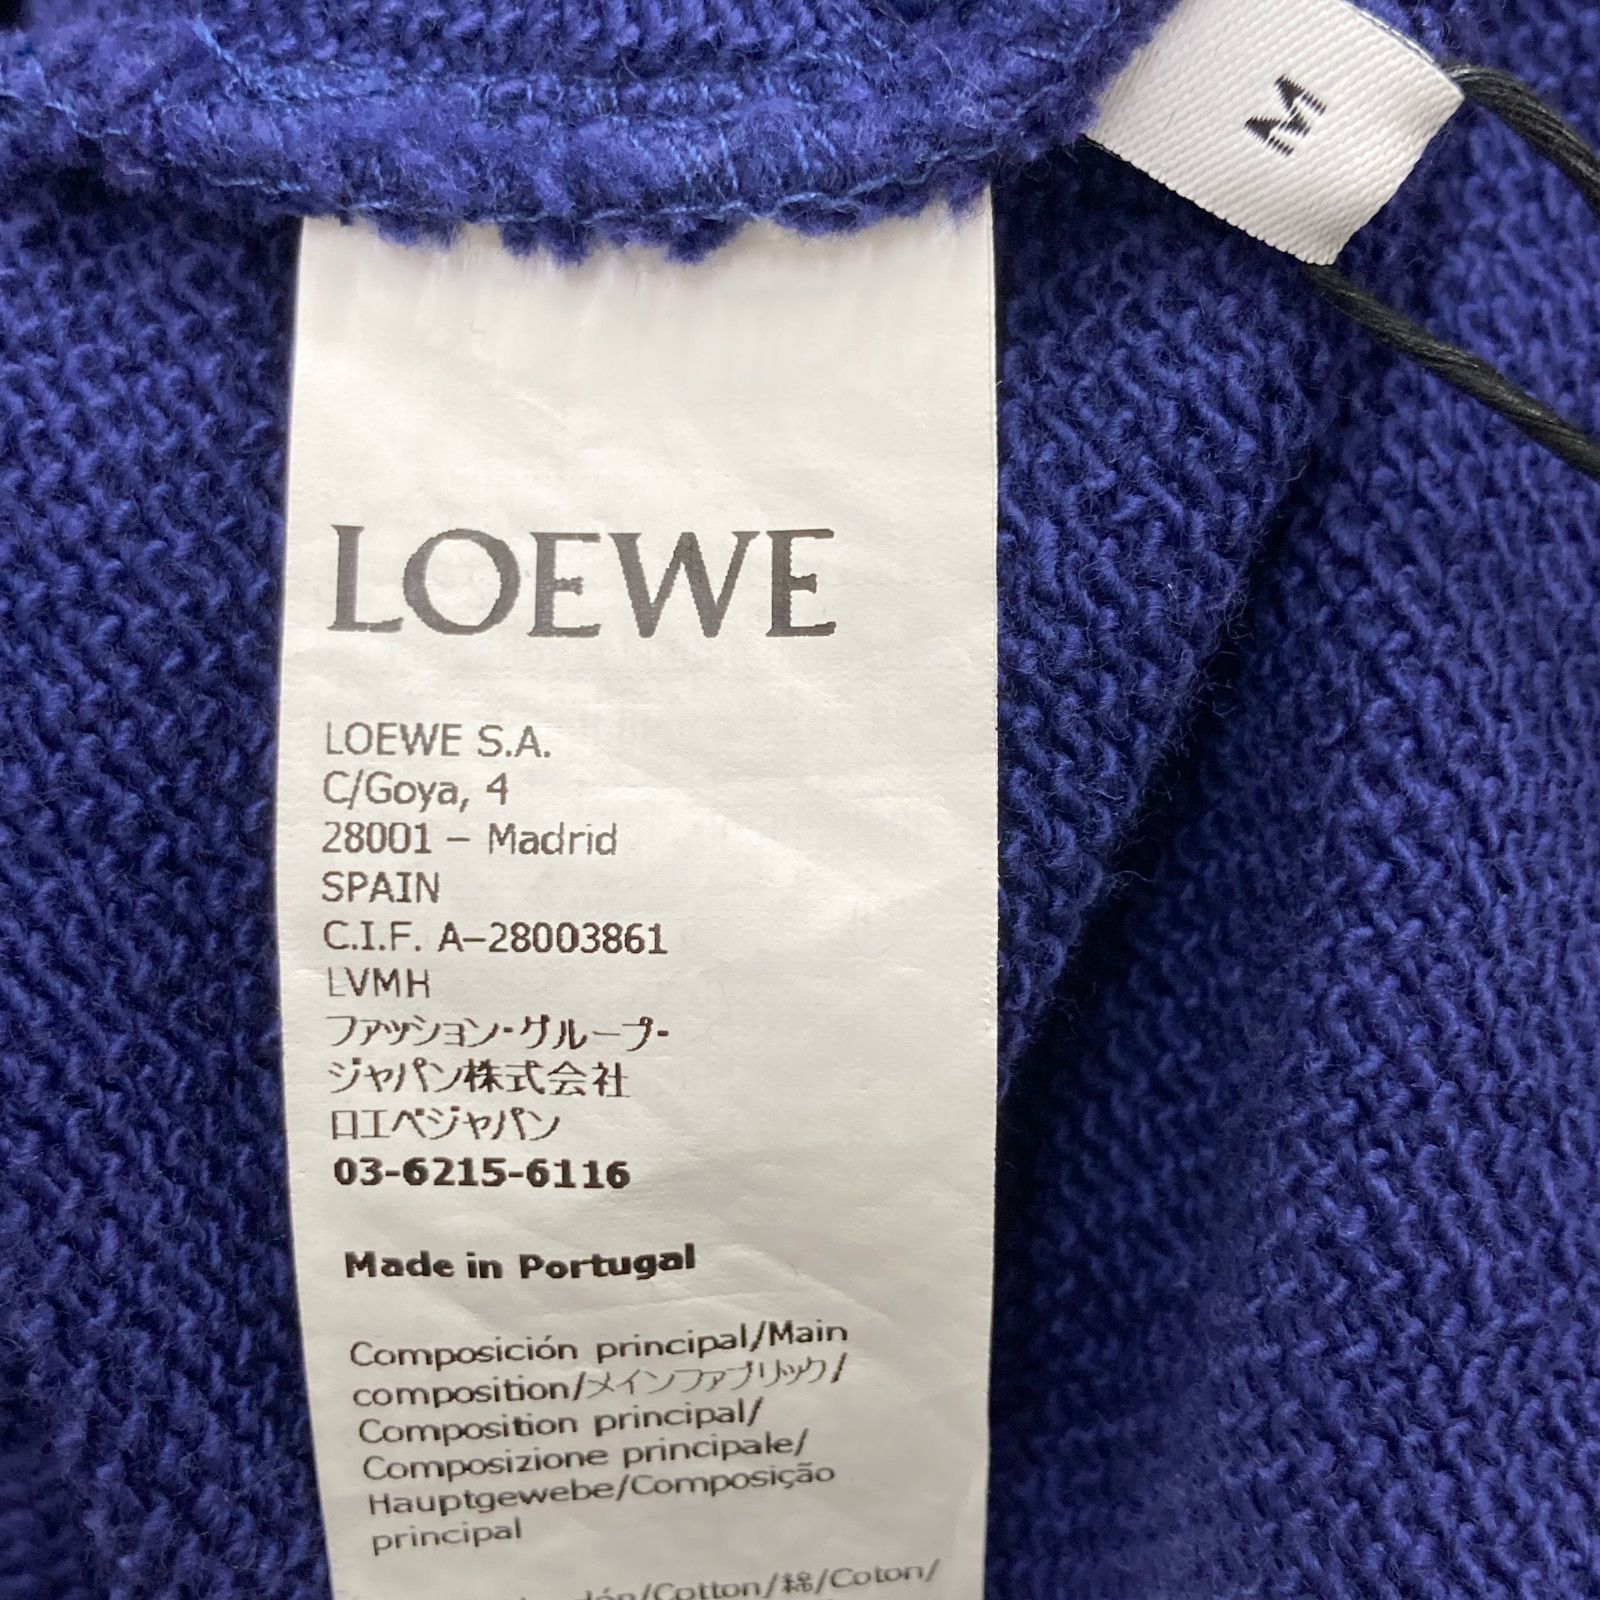 M
LOEWE
LOEWE S.A.
C/Goya, 4
28001 – Madrid
SPAIN
C.I.F. A–28003861
LVMH
ファッション・グループ・
ジャパン株式会社
ロエベジャパン
03-6215-6116
Made in Portugal
Composición principal/Main
composition/メインファブリック/
Composition principal/
Composizione principale/
Hauptgewebe/Composição
principal
/Cotton/綿/Coton/